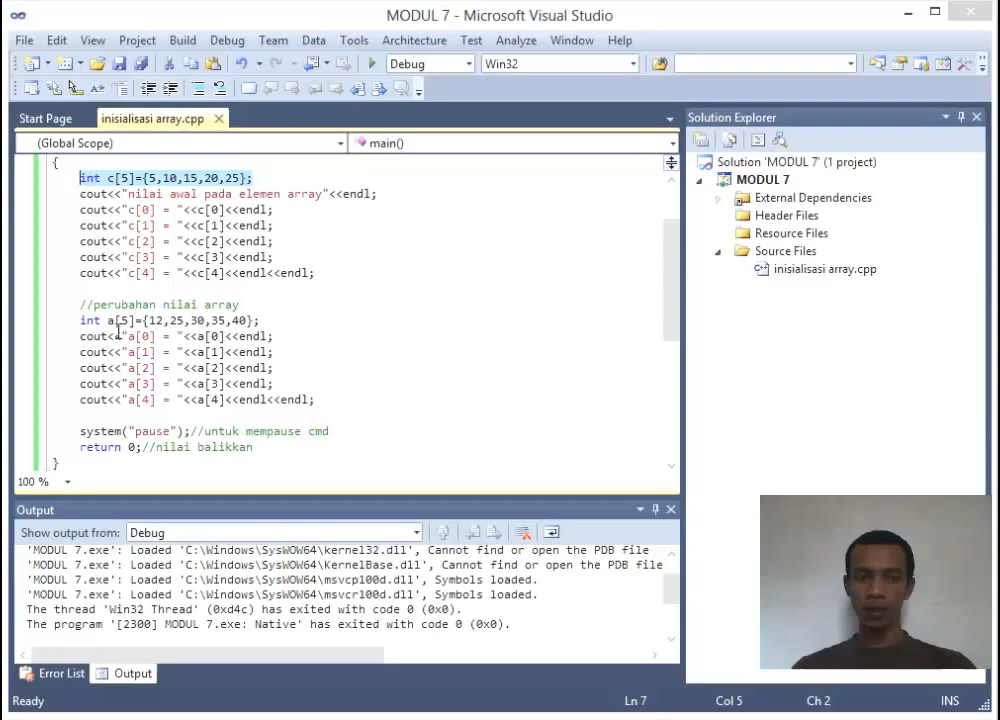 MODUL 7 - Microsoft Visual Studio
File Edit View Project Build Debug Team Data Tools Architecture Test Analyze Window Help
Debug Win32
Start Page inisialisasi array.cpp
(Global Scope) main()
{
int c[5]={5,10,15,20,25};
cout<<"nilai awal pada elemen array"<<endl;
cout<<"c[0] = "<<c[0]<<endl;
cout<<"c[1] = "<<c[1]<<endl;
cout<<"c[2] = "<<c[2]<<endl;
cout<<"c[3] = "<<c[3]<<endl;
cout<<"c[4] = "<<c[4]<<endl<<endl;
//perubahan nilai array
int a[5]={12,25,30,35,40};
cout<<"a[0] = "<<a[0]<<endl;
cout<<"a[1] = "<<a[1]<<endl;
cout<<"a[2] = "<<a[2]<<endl;
cout<<"a[3] = "<<a[3]<<endl;
cout<<"a[4] = "<<a[4]<<endl<<endl;
system("pause");//untuk mempause cmd
return 0;//nilai balikkan
}
100 %
Solution Explorer
Solution 'MODUL 7' (1 project)
MODUL 7
External Dependencies
Header Files
Resource Files
Source Files
inisialisasi array.cpp
Output
Show output from: Debug
'MODUL 7.exe': Loaded 'C:\Windows\SysWOW64\kernel32.dll', Cannot find or open the PDB file
'MODUL 7.exe': Loaded 'C:\Windows\SysWOW64\KernelBase.dll', Cannot find or open the PDB file
'MODUL 7.exe': Loaded 'C:\Windows\SysWOW64\msvcp100d.dll', Symbols loaded.
'MODUL 7.exe': Loaded 'C:\Windows\SysWOW64\msvcr100d.dll', Symbols loaded.
The thread 'Win32 Thread' (0xd4c) has exited with code 0 (0x0).
The program '[2300] MODUL 7.exe: Native' has exited with code 0 (0x0).
Error List Output
Ready Ln 7 Col 5 Ch 2 INS